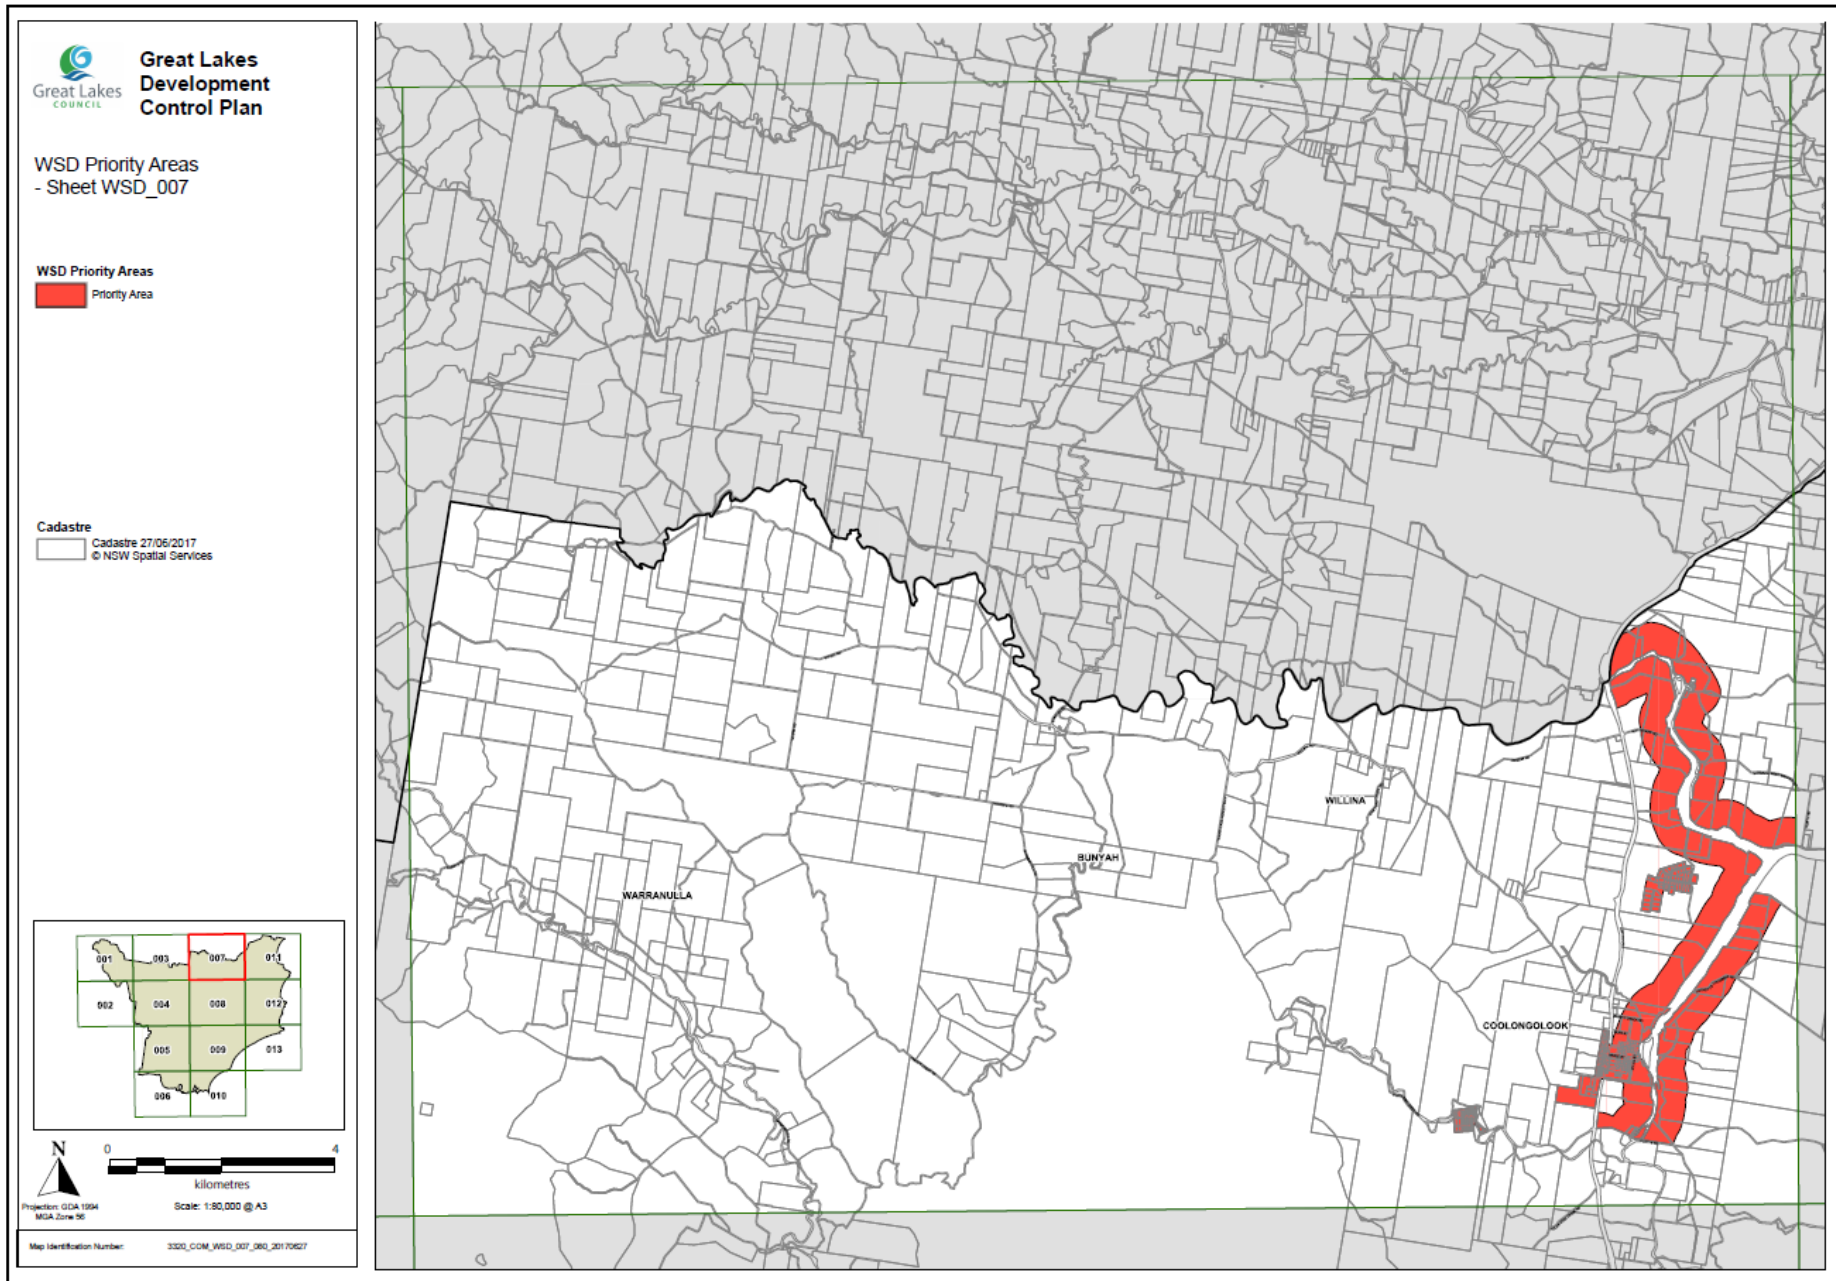 Great Lakes
COUNCIL
Great Lakes
Development
Control Plan
WSD Priority Areas
- Sheet WSD_007
WSD Priority Areas
Priority Area
Cadastre
Cadastre 27/06/2017
© NSW Spatial Services
001
003
007
011
002
004
008
012
005
009
013
006
010
N
0
4
kilometres
Projection: GDA 1994
MGA Zone 56
Scale: 1:80,000 @ A3
Map Identification Number:
3320_COM_WSD_007_080_20170627
WILLINA
BUNYAH
WARRANULLA
COOLONGOLOOK